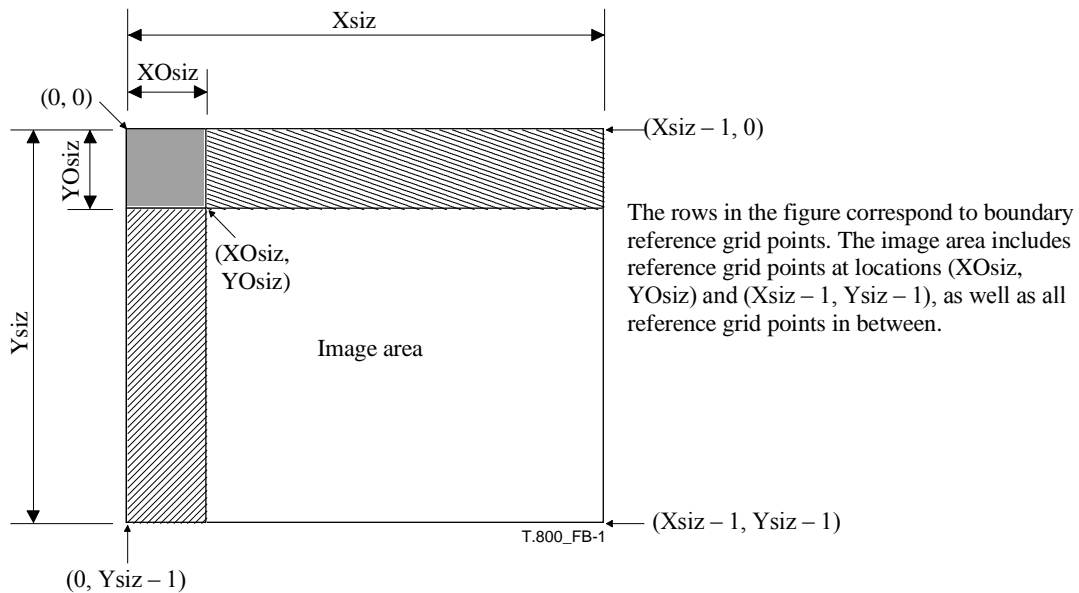 Xsiz
XOsiz
(0, 0)
(Xsiz – 1, 0)
YOsiz
The rows in the figure correspond to boundary
reference grid points. The image area includes
reference grid points at locations (XOsiz,
YOsiz) and (Xsiz – 1, Ysiz – 1), as well as all
reference grid points in between.
(XOsiz,
YOsiz)
Ysiz
Image area
(Xsiz – 1, Ysiz – 1)
T.800_FB-1
(0, Ysiz – 1)